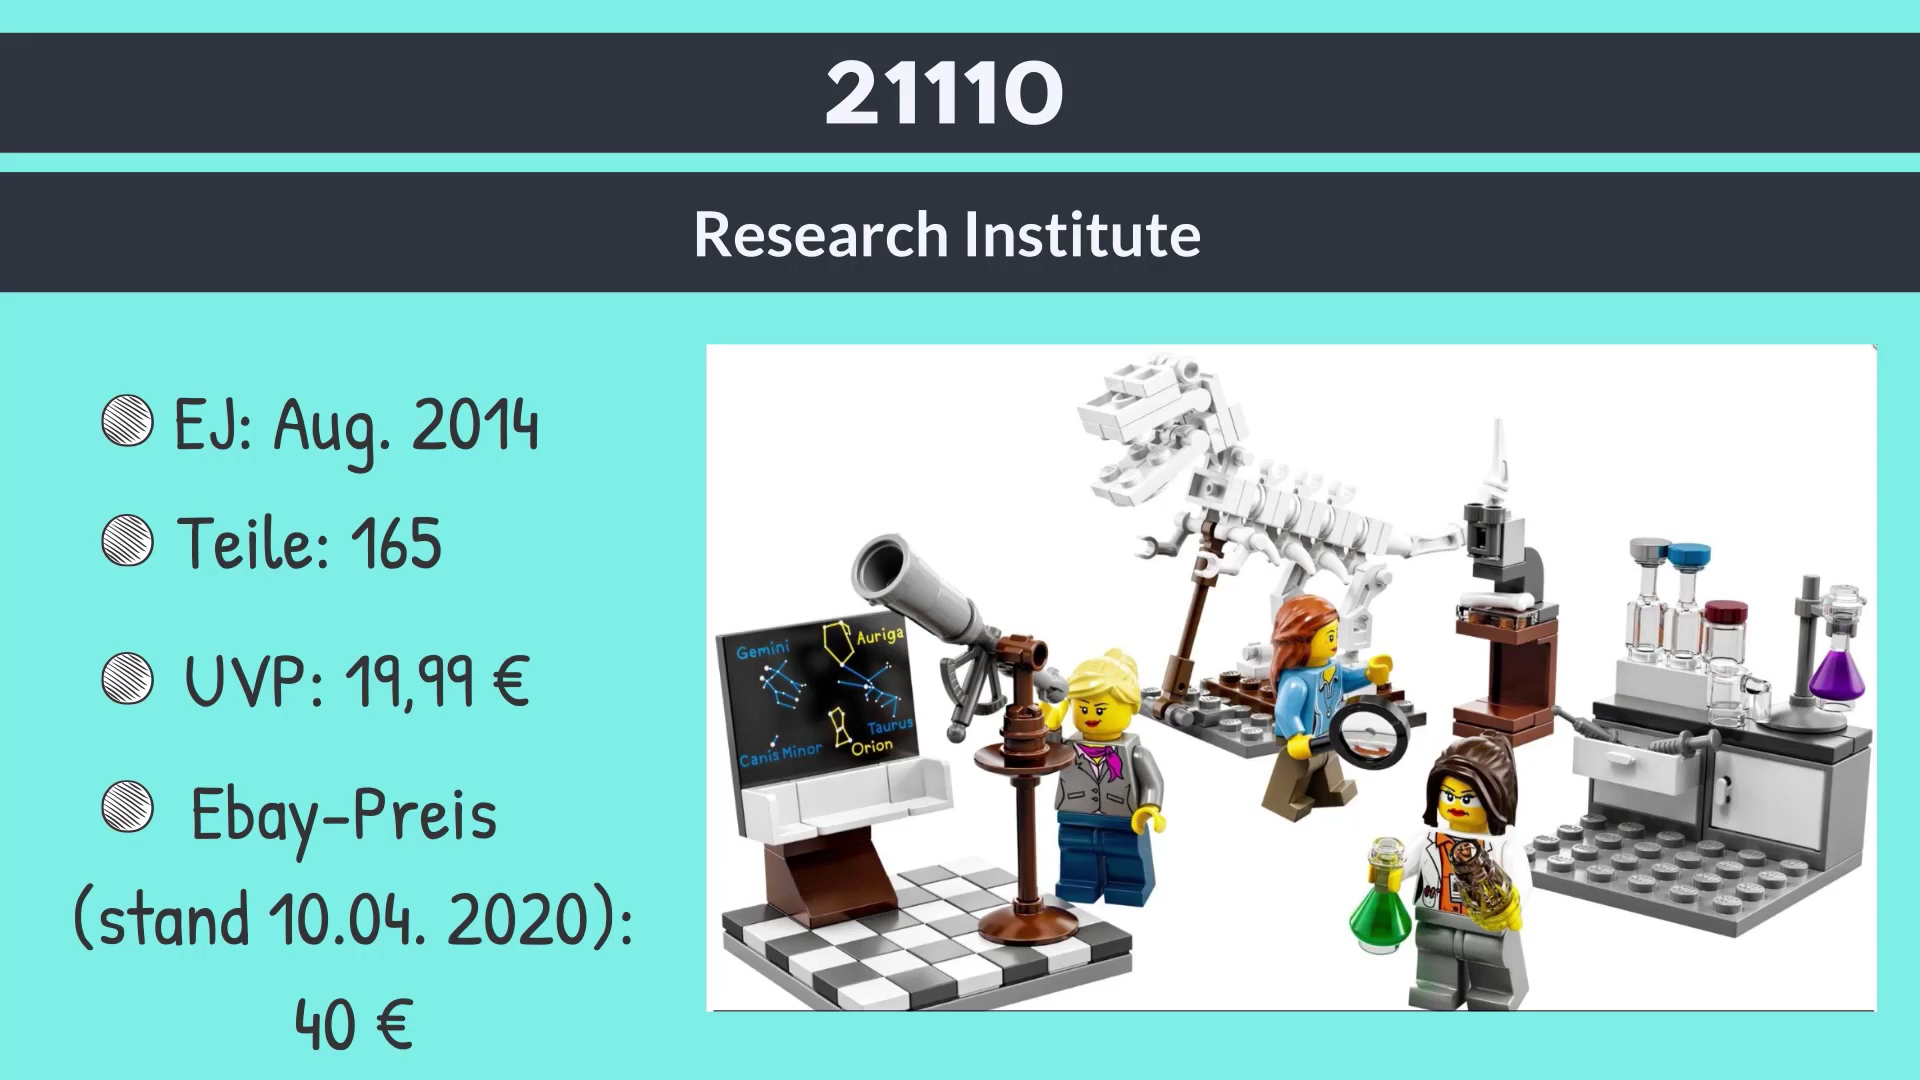 21110
Research Institute
EJ: Aug. 2014
Teile: 165
UVP: 19,99 €
Ebay-Preis
(stand 10.04. 2020):
40 €
Gemini
Auriga
Taurus
Canis Minor
Orion